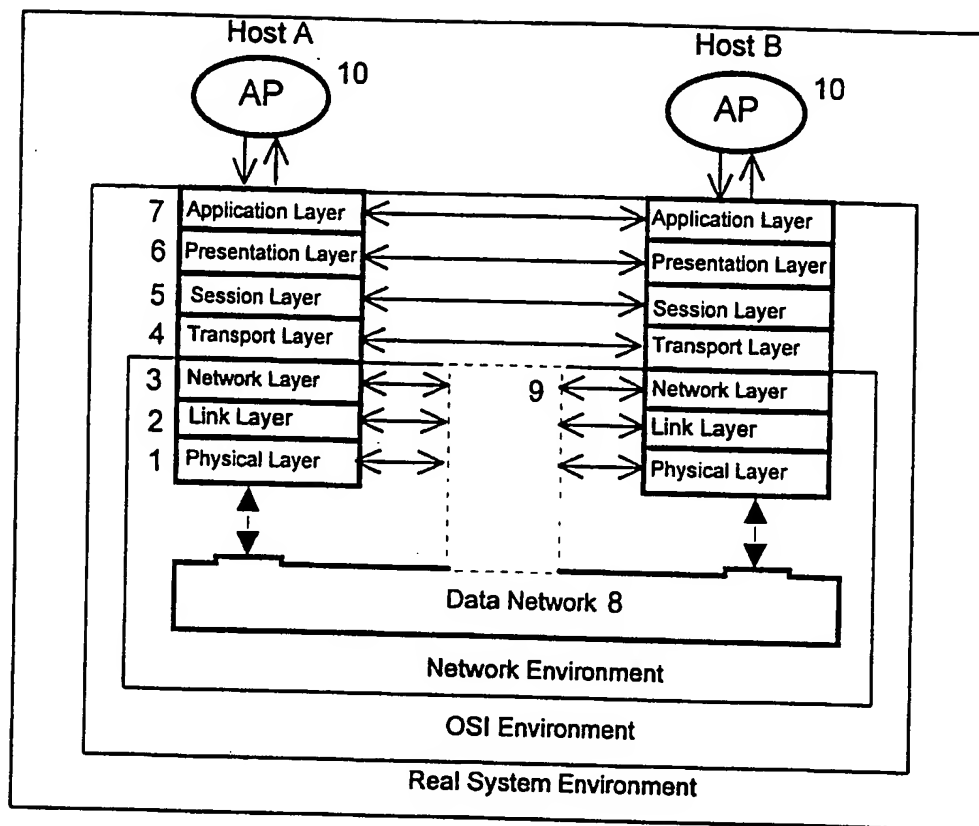 Host A
Host B
AP
10
AP
10
7
Application Layer
Application Layer
6
Presentation Layer
Presentation Layer
5
Session Layer
Session Layer
4
Transport Layer
Transport Layer
3
Network Layer
9
Network Layer
2
Link Layer
Link Layer
1
Physical Layer
Physical Layer
Data Network 8
Network Environment
OSI Environment
Real System Environment